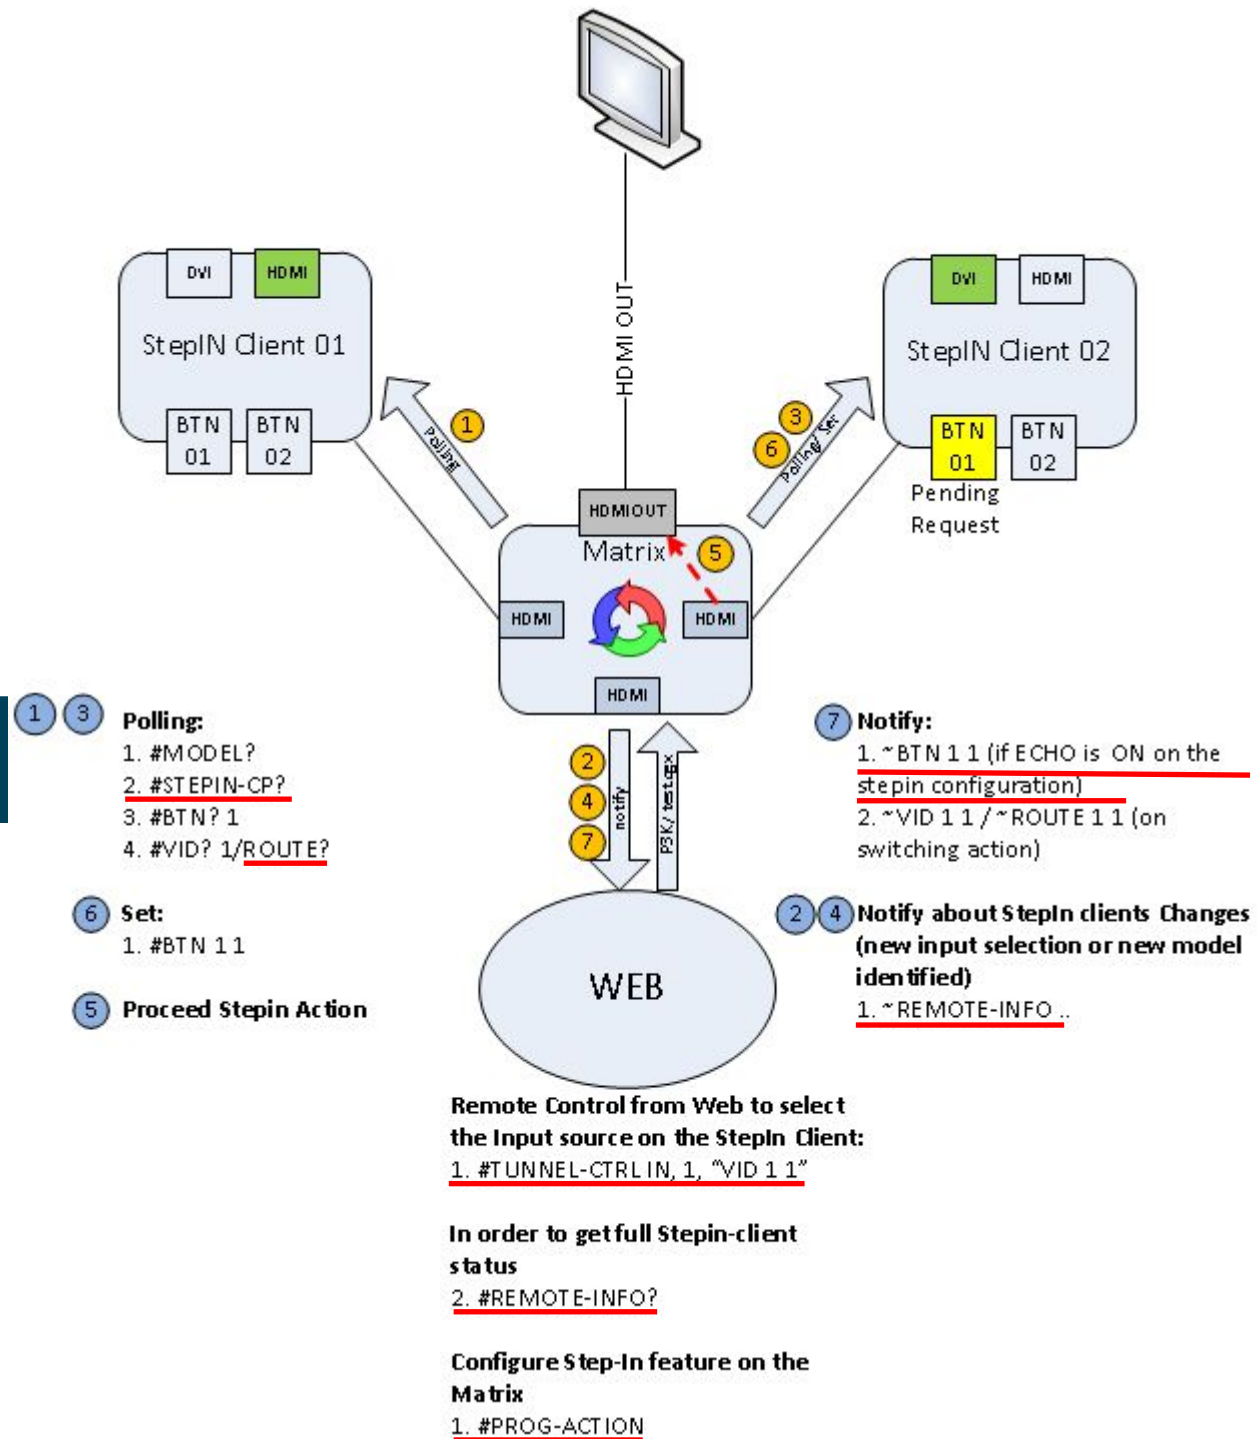 DVI
HDMI
StepIN Client 01
BTN
01
BTN
02
Polling
1
HDMI OUT
DVI
HDMI
StepIN Client 02
BTN
01
BTN
02
Pending
Request
3
6
Polling/ Set
HDMIOUT
Matrix
5
HDMI
HDMI
HDMI
2
4
7
notify
P3K/ test.cgx
WEB
1 3 Polling:
1. #MODEL?
2. #STEPIN-CP?
3. #BTN? 1
4. #VID? 1/ROUTE?
6 Set:
1. #BTN 1 1
5 Proceed Stepin Action
7 Notify:
1. ~BTN 1 1 (if ECHO is ON on the
stepin configuration)
2. ~VID 1 1 / ~ROUTE 1 1 (on
switching action)
2 4 Notify about StepIn clients Changes
(new input selection or new model
identified)
1. ~REMOTE-INFO ..
Remote Control from Web to select
the Input source on the StepIn Client:
1. #TUNNEL-CTRL IN, 1, “VID 1 1”
In order to get full Stepin-client
status
2. #REMOTE-INFO?
Configure Step-In feature on the
Matrix
1. #PROG-ACTION